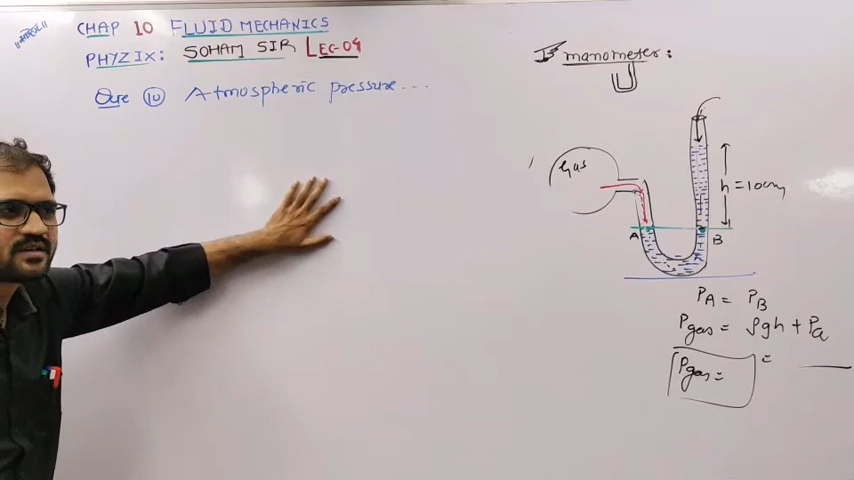 CHAP 10 FLUID MECHANICS
PHYZIX: SOHAM SIR LEC-04
Que 10 Atmospheric pressure...
manometer:
Gas
h = 10cm
A
B
PA = PB
Pgas = ρgh + Pa
Pgas = =